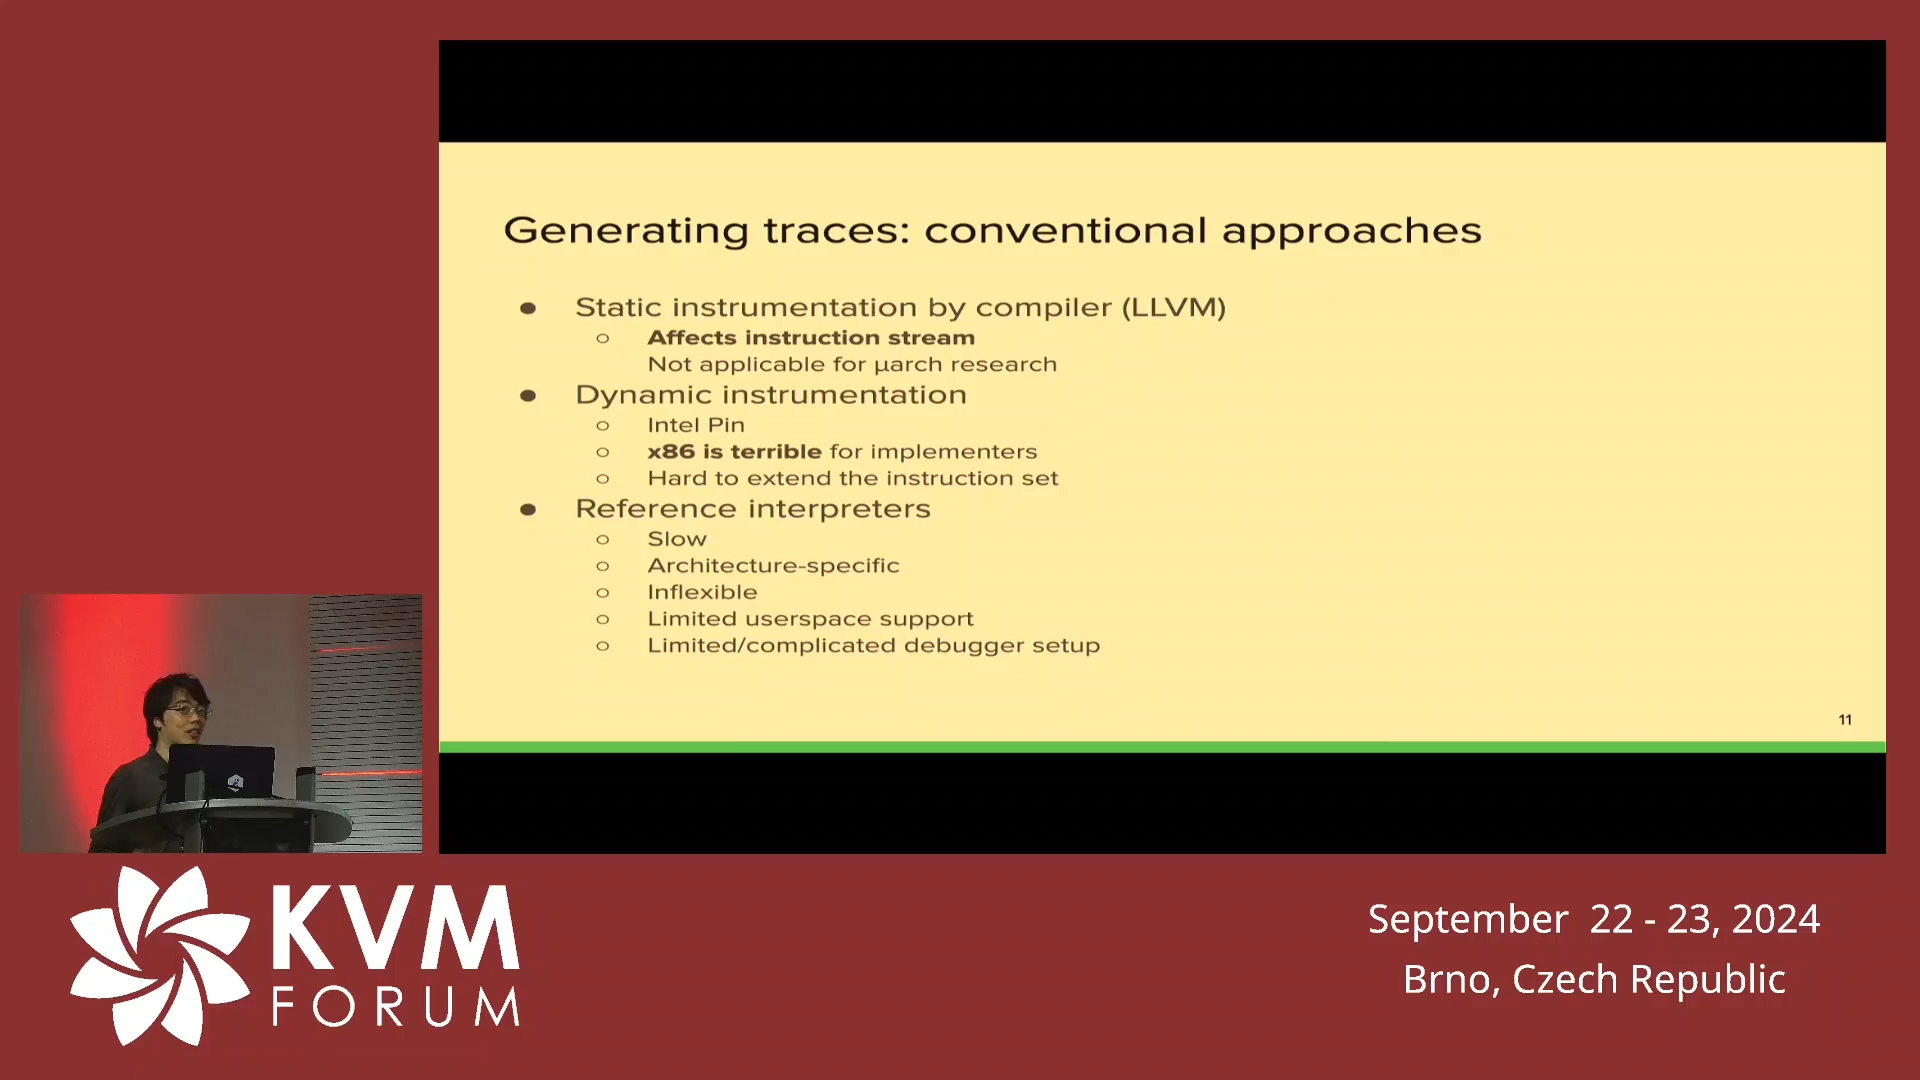 Generating traces: conventional approaches
● Static instrumentation by compiler (LLVM)
○ Affects instruction stream
Not applicable for μarch research
● Dynamic instrumentation
○ Intel Pin
○ x86 is terrible for implementers
○ Hard to extend the instruction set
● Reference interpreters
○ Slow
○ Architecture-specific
○ Inflexible
○ Limited userspace support
○ Limited/complicated debugger setup
11
KVM
FORUM
September 22 - 23, 2024
Brno, Czech Republic